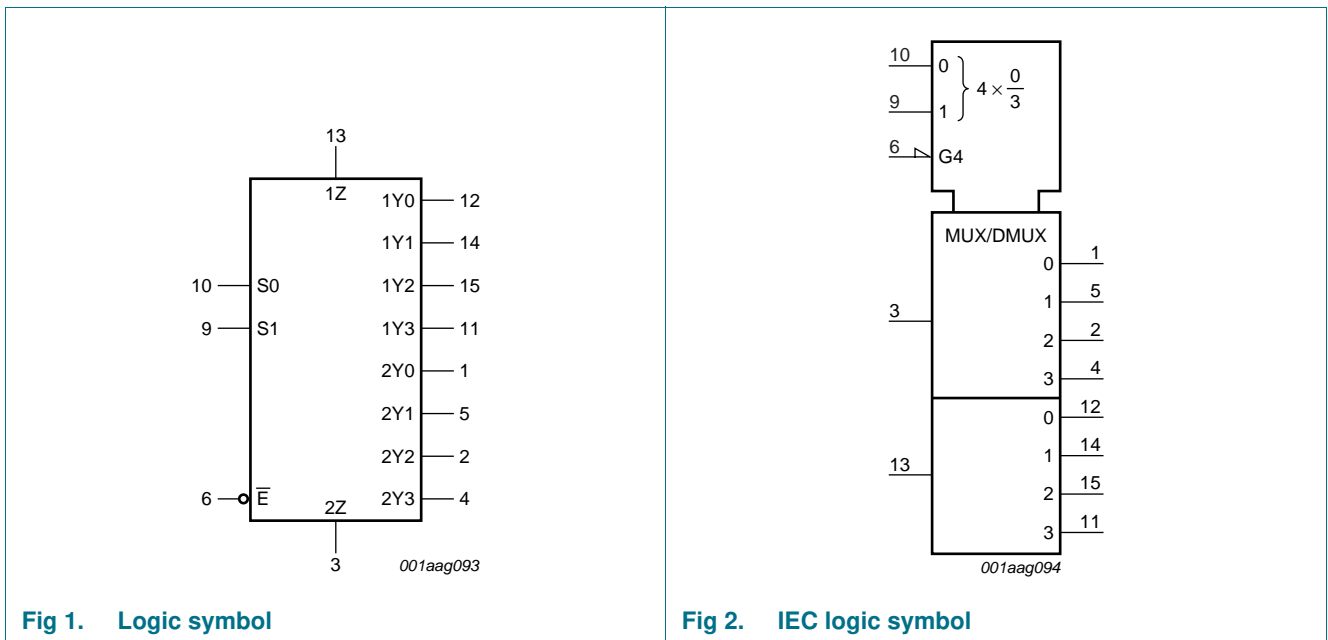 13
1Z
1Y0 12
1Y1 14
10 S0 1Y2 15
9 S1 1Y3 11
2Y0 1
2Y1 5
2Y2 2
6 E̅ 2Y3 4
2Z
3
001aag093
Fig 1. Logic symbol
10 0
4 × 0/3
9 1
6 G4
MUX/DMUX
0 1
1 5
3
2 2
3 4
0 12
1 14
13
2 15
3 11
001aag094
Fig 2. IEC logic symbol